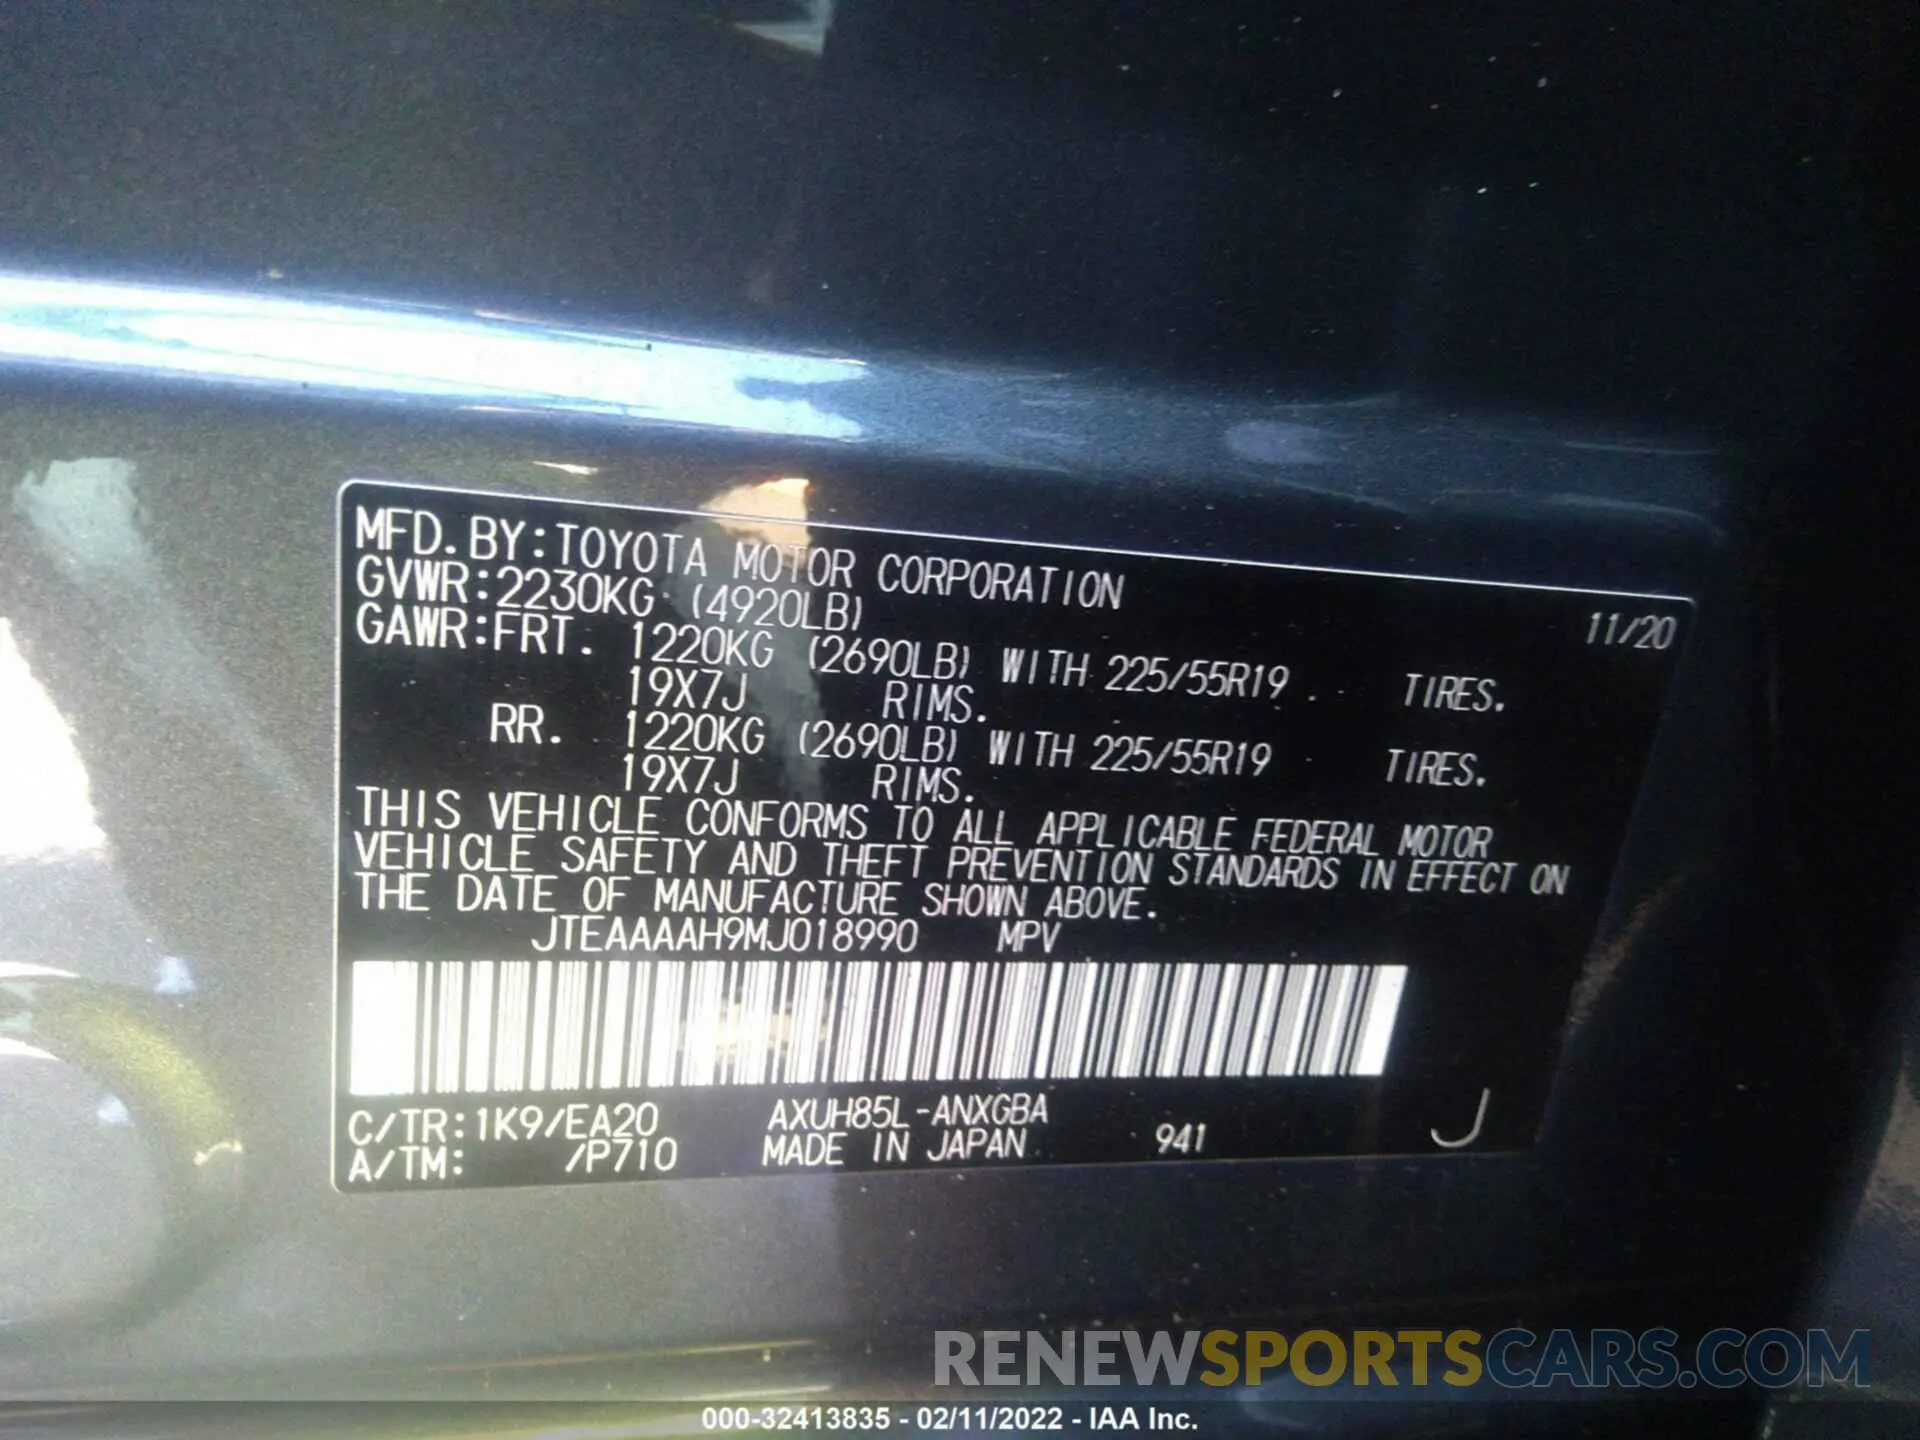 MFD. BY: TOYOTA MOTOR CORPORATION 11/20
GVWR: 2230KG (4920LB)
GAWR: FRT. 1220KG (2690LB) WITH 225/55R19 TIRES.
19X7J RIMS.
RR. 1220KG (2690LB) WITH 225/55R19 TIRES.
19X7J RIMS.
THIS VEHICLE CONFORMS TO ALL APPLICABLE FEDERAL MOTOR
VEHICLE SAFETY AND THEFT PREVENTION STANDARDS IN EFFECT ON
THE DATE OF MANUFACTURE SHOWN ABOVE.
JTEAAAAH9MJ018990 MPV
C/TR: 1K9/EA20 AXUH85L-ANXGBA
A/TM: /P710 MADE IN JAPAN 941 J
RENEWSPORTSCARS.COM
000-32413835 - 02/11/2022 - IAA Inc.